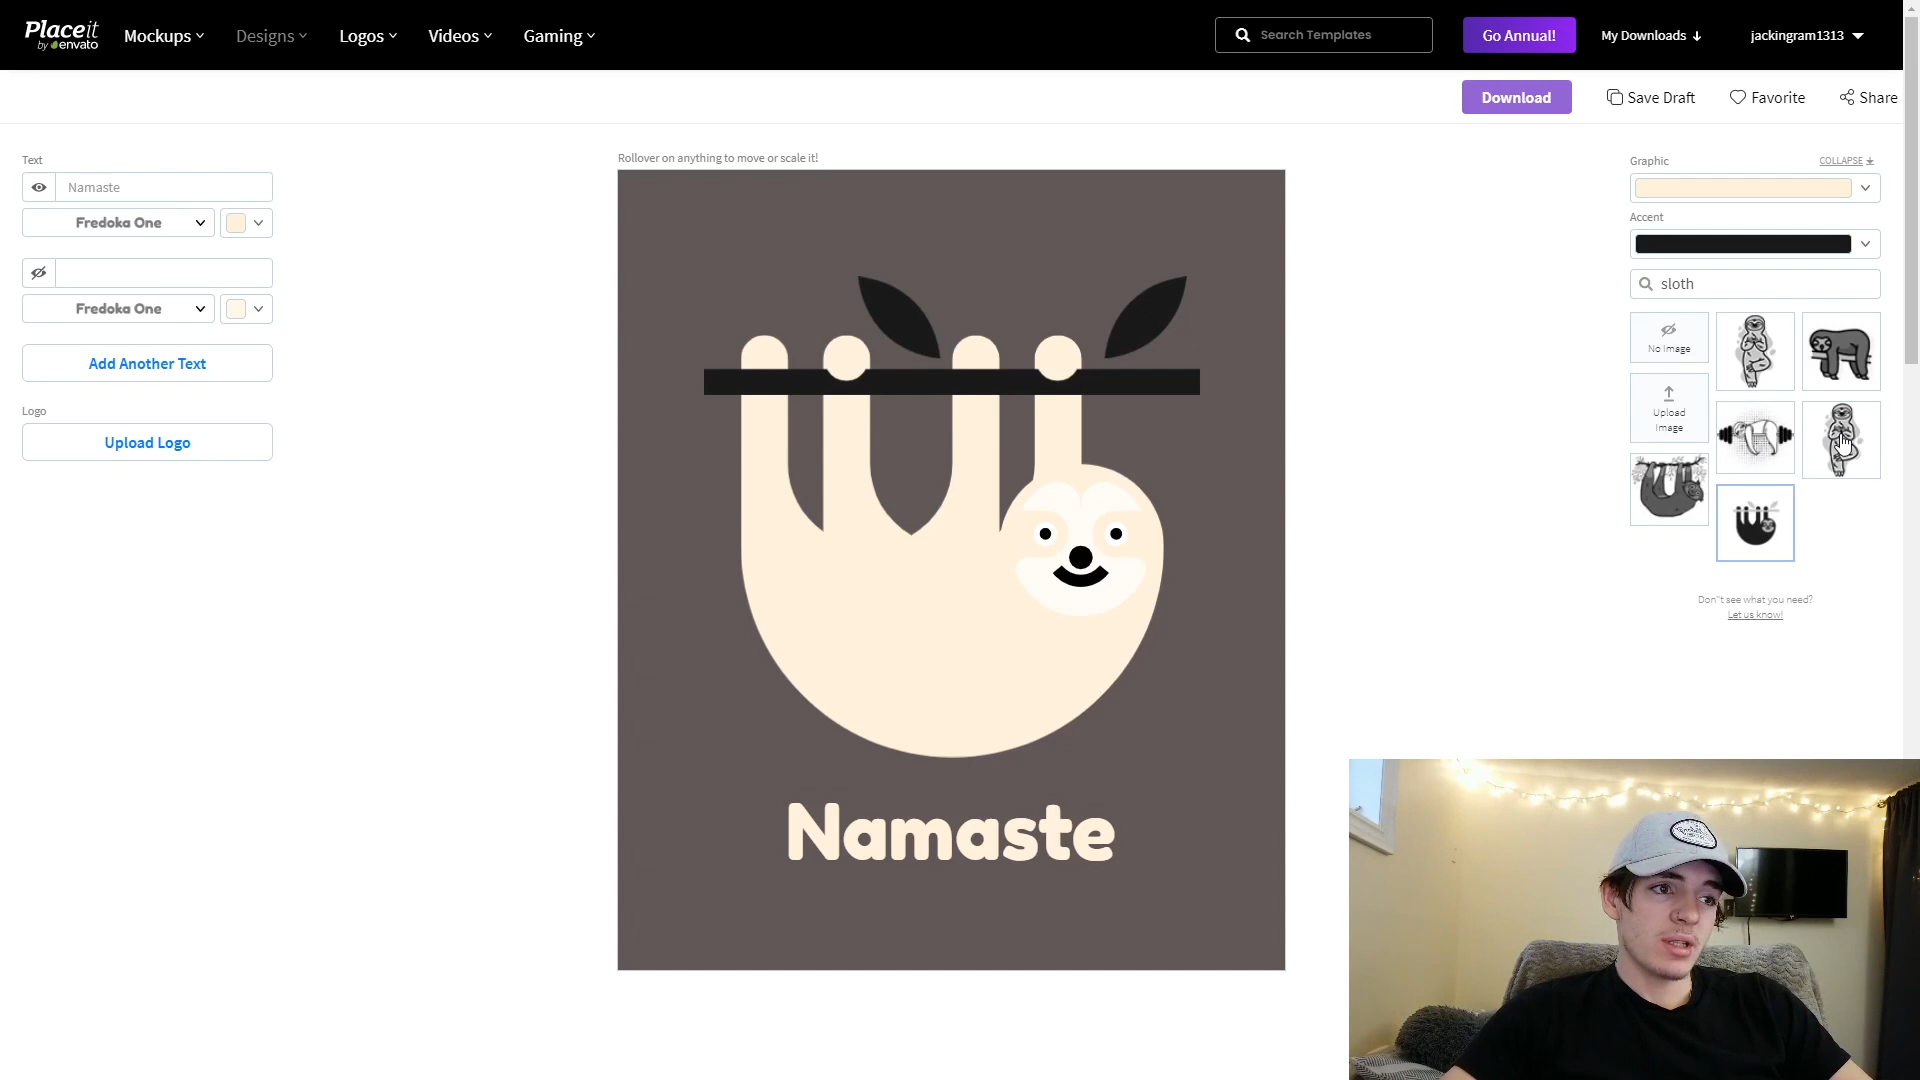 Placeit
by envato
Mockups
Designs
Logos
Videos
Gaming
Search Templates
Go Annual!
My Downloads
jackingram1313
Download
Save Draft
Favorite
Share
Text
Namaste
Fredoka One
Fredoka One
Add Another Text
Logo
Upload Logo
Rollover on anything to move or scale it!
Namaste
Graphic
COLLAPSE
Accent
sloth
No Image
Upload
Image
Don"t see what you need?
Let us know!